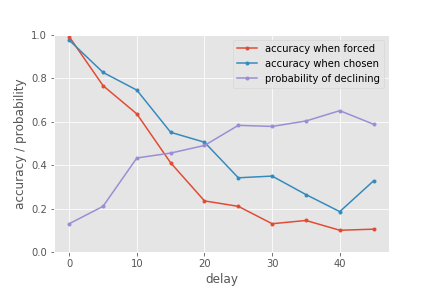 1.0
0.8
0.6
0.4
0.2
0.0
accuracy / probability
accuracy when forced
accuracy when chosen
probability of declining
0 10 20 30 40
delay